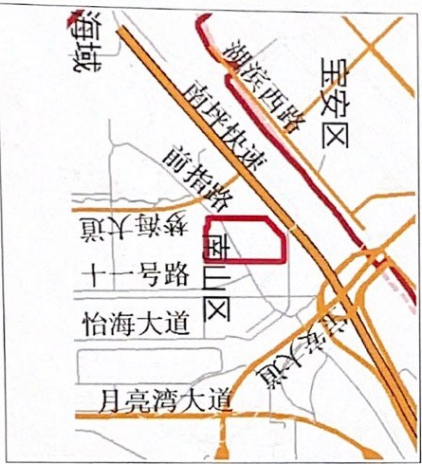 海域
湖滨西路
宝安区
南坪快速
前指路
梦海大道
南山区
十一号路
怡海大道
宝安大道
月亮湾大道